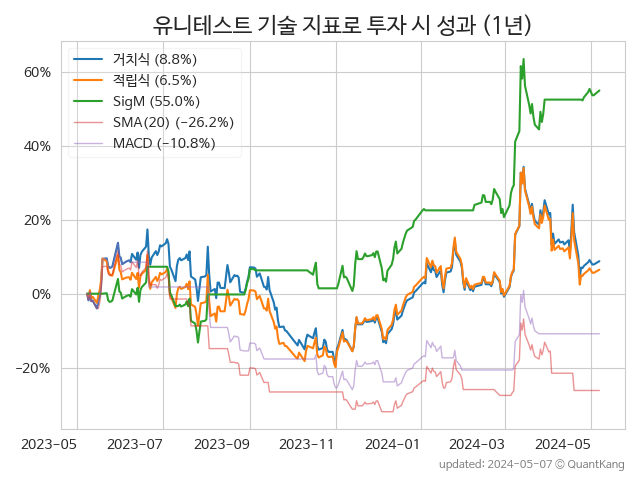 유니테스트 기술 지표로 투자 시 성과 (1년)
거치식 (8.8%)
적립식 (6.5%)
SigM (55.0%)
SMA(20) (−26.2%)
MACD (−10.8%)
60%
40%
20%
0%
−20%
2023−05 2023−07 2023−09 2023−11 2024−01 2024−03 2024−05
updated: 2024−05−07 © QuantKang